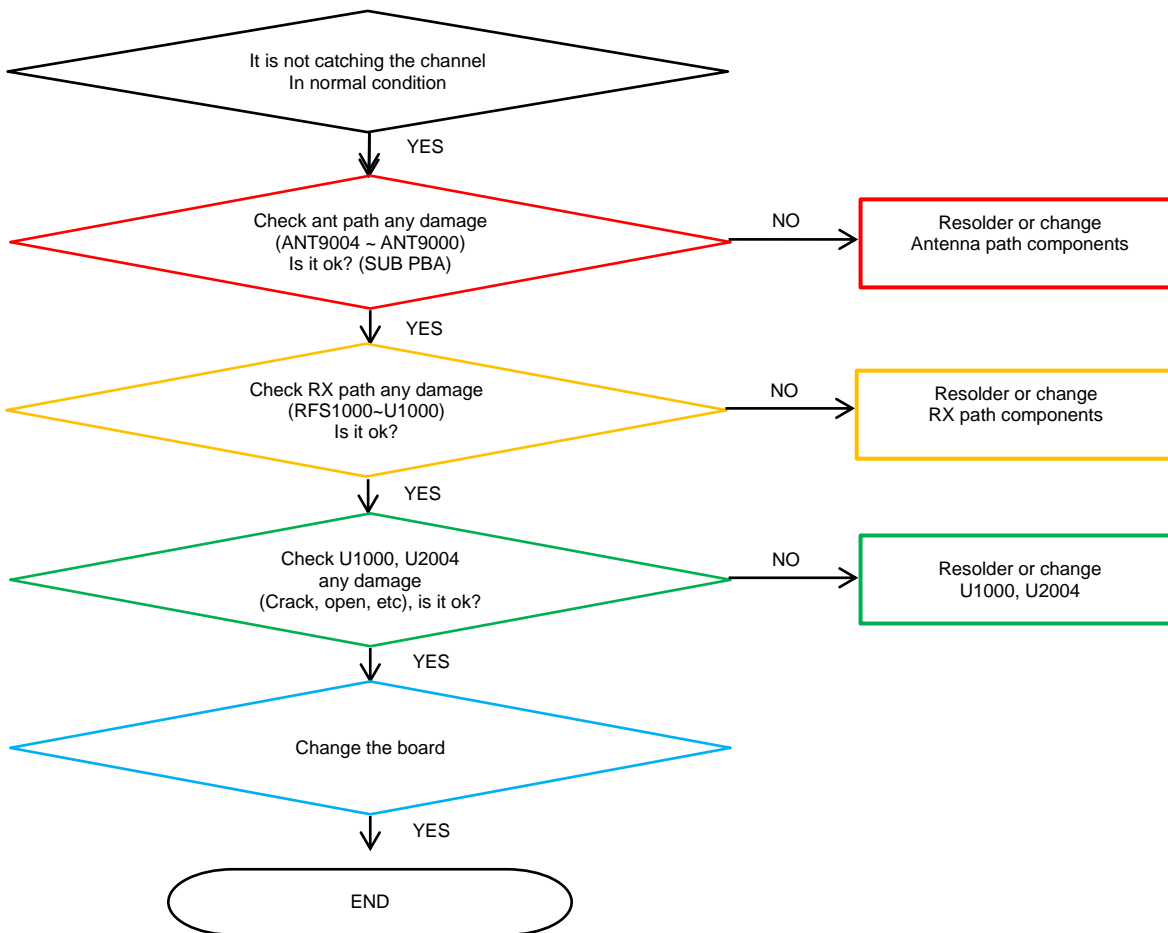 It is not catching the channel
In normal condition
YES
Check ant path any damage
(ANT9004 ~ ANT9000)
Is it ok? (SUB PBA)
NO
Resolder or change
Antenna path components
YES
Check RX path any damage
(RFS1000~U1000)
Is it ok?
NO
Resolder or change
RX path components
YES
Check U1000, U2004
any damage
(Crack, open, etc), is it ok?
NO
Resolder or change
U1000, U2004
YES
Change the board
YES
END